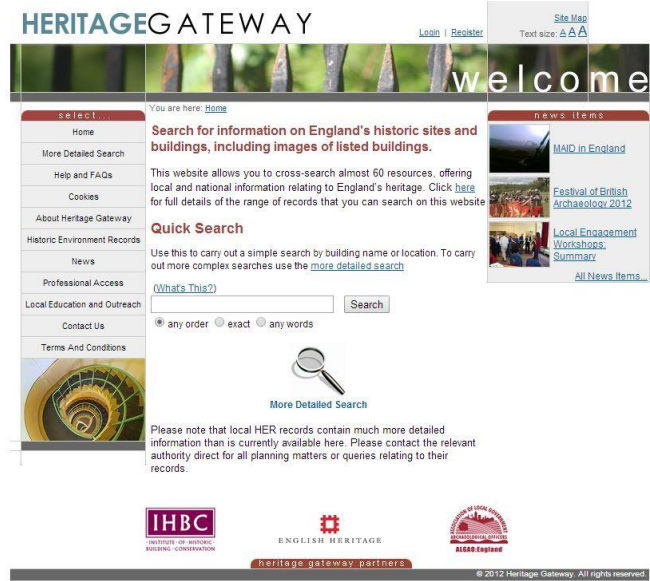 HERITAGEGATEWAY
Login | Register
Site Map
Text size: A A A
welcome
select...
Home
More Detailed Search
Help and FAQs
Cookies
About Heritage Gateway
Historic Environment Records
News
Professional Access
Local Education and Outreach
Contact Us
Terms And Conditions
You are here: Home
Search for information on England's historic sites and
buildings, including images of listed buildings.
This website allows you to cross-search almost 60 resources, offering
local and national information relating to England's heritage. Click here
for full details of the range of records that you can search on this website
Quick Search
Use this to carry out a simple search by building name or location. To carry
out more complex searches use the more detailed search
(What's This?)
Search
any order exact any words
More Detailed Search
Please note that local HER records contain much more detailed
information than is currently available here. Please contact the relevant
authority direct for all planning matters or queries relating to their
records.
news items
MAID in England
Festival of British
Archaeology 2012
Local Engagement
Workshops:
Summary
All News Items...
IHBC
INSTITUTE · OF · HISTORIC ·
BUILDING · CONSERVATION
ENGLISH HERITAGE
ASSOCIATION OF LOCAL GOVERNMENT
ARCHAEOLOGICAL OFFICERS
ALGAO:England
heritage gateway partners
© 2012 Heritage Gateway. All rights reserved.